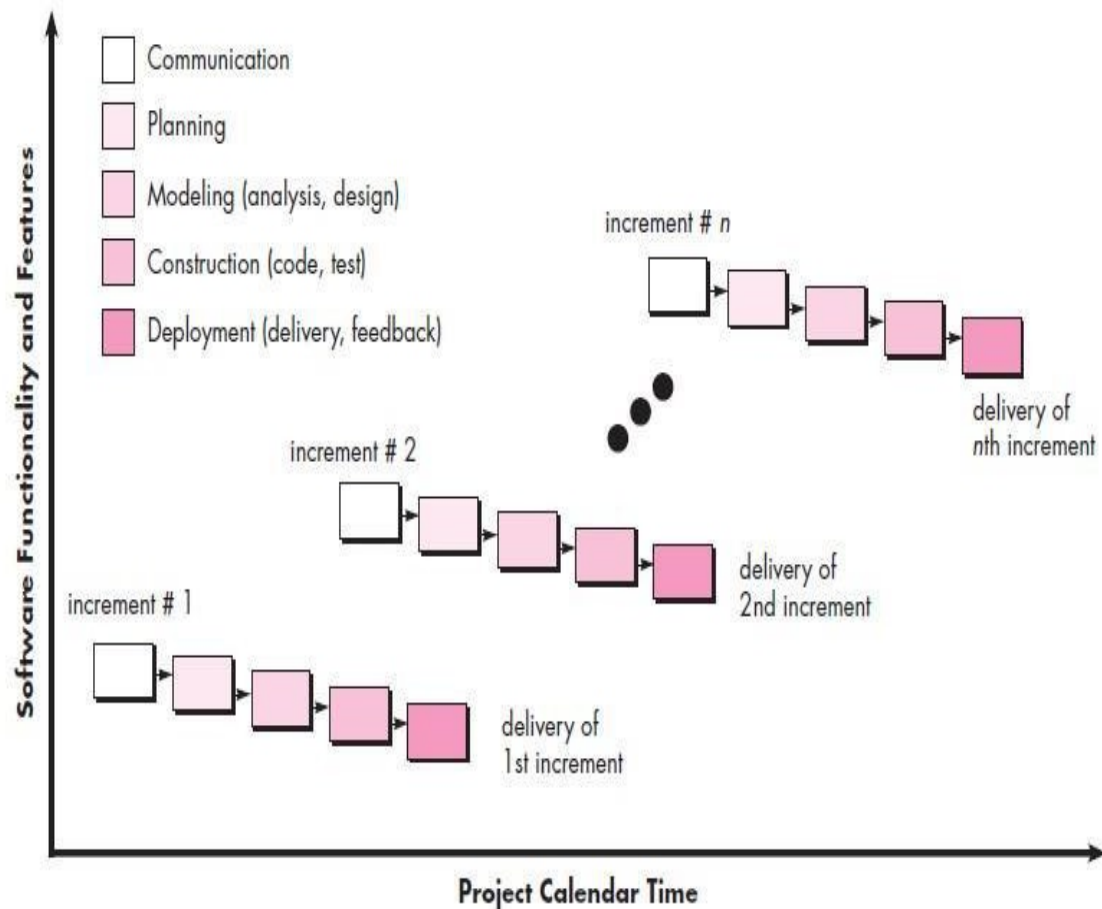 Software Functionality and Features
Communication
Planning
Modeling (analysis, design)
Construction (code, test)
Deployment (delivery, feedback)
increment # n
delivery of
nth increment
increment # 2
delivery of
2nd increment
increment # 1
delivery of
1st increment
Project Calendar Time